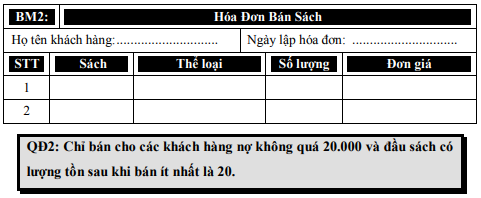 BM2: Hóa Đơn Bán Sách
Họ tên khách hàng:............................. Ngày lập hóa đơn: ..............................
STT Sách Thể loại Số lượng Đơn giá
1
2
QĐ2: Chỉ bán cho các khách hàng nợ không quá 20.000 và đầu sách có
lượng tồn sau khi bán ít nhất là 20.